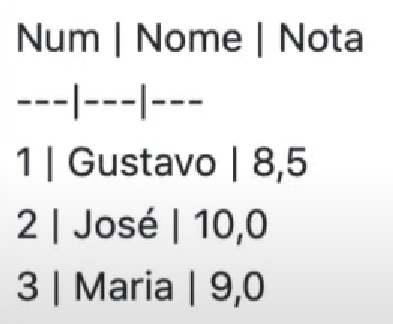 Num | Nome | Nota
---|---|---
1 | Gustavo | 8,5
2 | José | 10,0
3 | Maria | 9,0